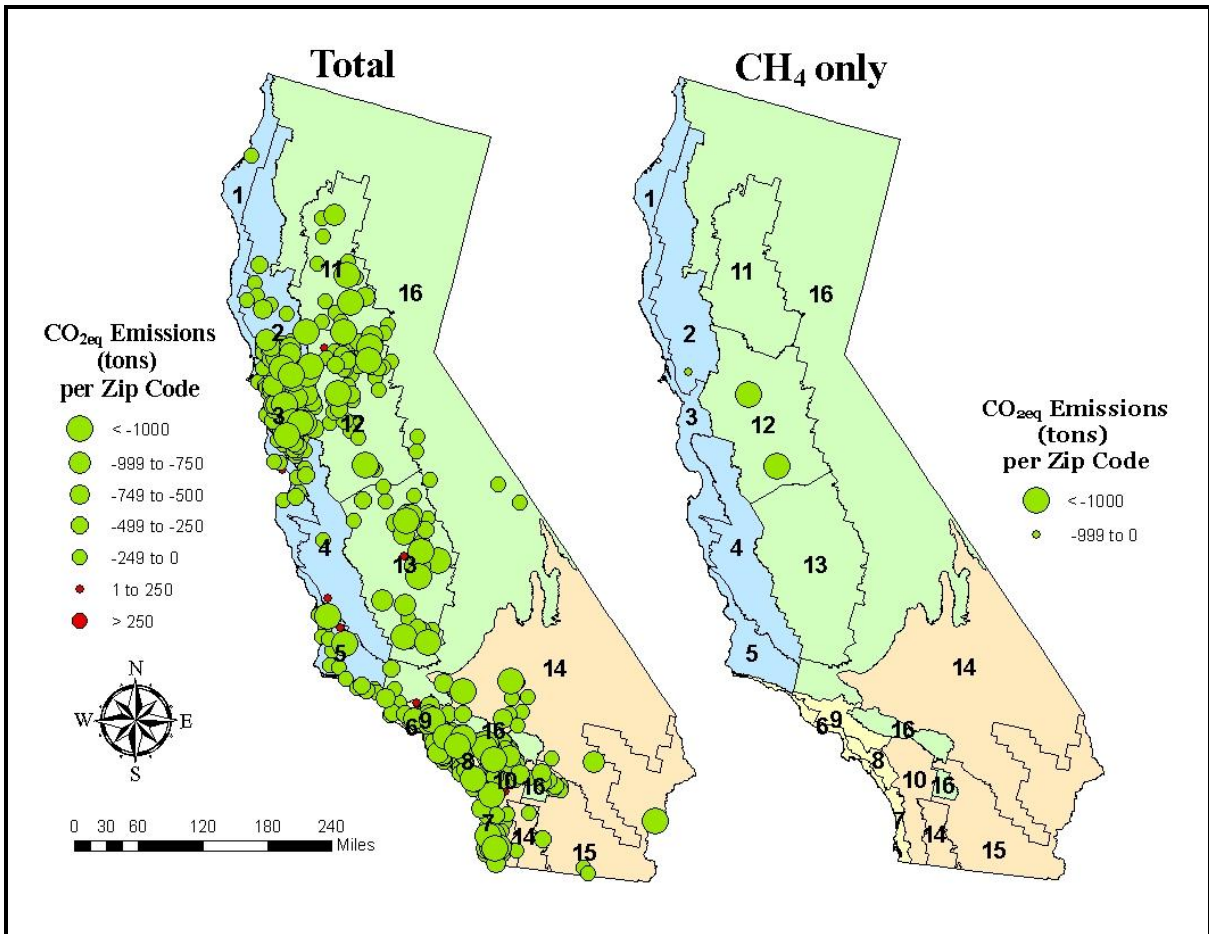 Total
CH₄ only
1
11
16
2
3
12
4
13
5
14
9
6
16
8
10
16
7
14
15
CO₂eq Emissions
(tons)
per Zip Code
< -1000
-999 to -750
-749 to -500
-499 to -250
-249 to 0
1 to 250
> 250
N
W
E
S
0 30 60 120 180 240
Miles
1
11
16
2
3
12
4
13
5
14
9
6
16
8
10
16
7
14
15
CO₂eq Emissions
(tons)
per Zip Code
< -1000
-999 to 0